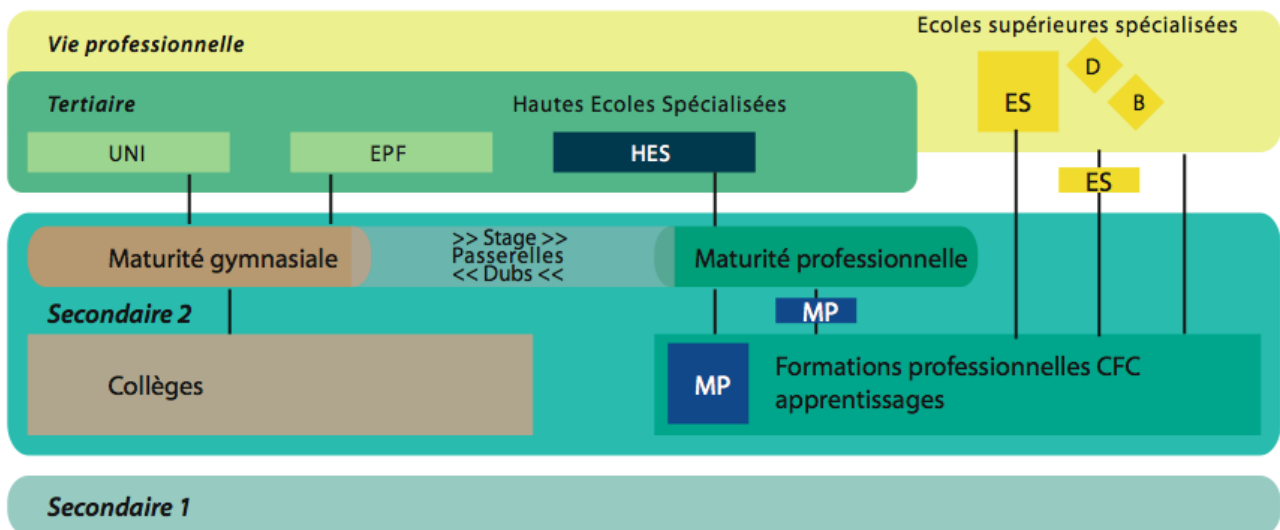 Ecoles supérieures spécialisées
Vie professionnelle
D
ES
B
Tertiaire
Hautes Ecoles Spécialisées
UNI
EPF
HES
ES
Maturité gymnasiale
>> Stage >>
Passerelles
<< Dubs <<
Maturité professionnelle
MP
Secondaire 2
Collèges
MP
Formations professionnelles CFC
apprentissages
Secondaire 1